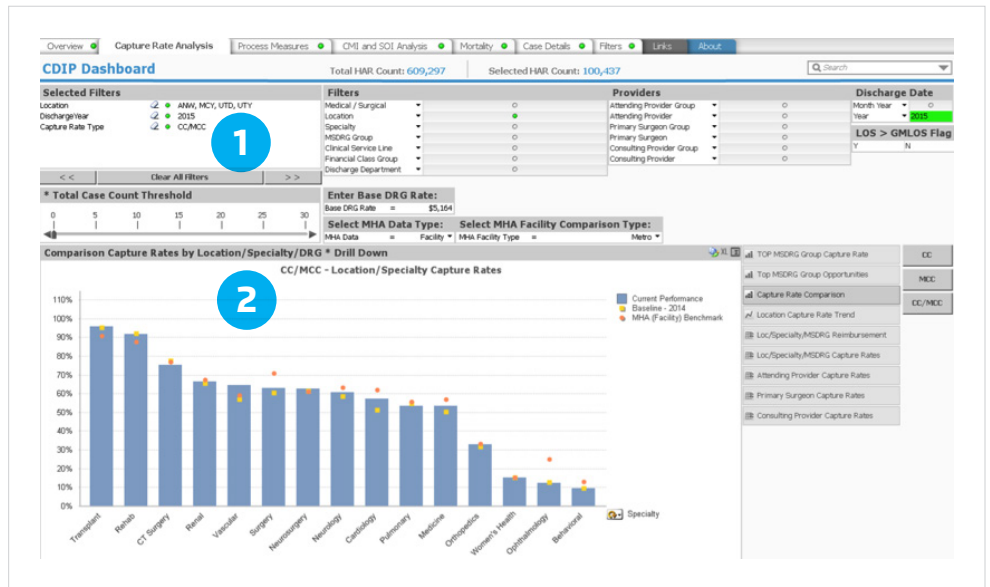 Overview Capture Rate Analysis Process Measures CMI and SOI Analysis Mortality Case Details Filters Links About
CDIP Dashboard Total HAR Count: 609,297 Selected HAR Count: 100,437 Search
Selected Filters Filters Providers Discharge Date
Location ANW, MCY, UTD, UTY Medical / Surgical Attending Provider Group Month Year
DischargeYear 2015 Location Attending Provider Year 2015
Capture Rate Type CC/MCC Specialty Primary Surgeon Group
MSDRG Group Primary Surgeon LOS > GMLOS Flag
1
Clinical Service Line Consulting Provider Group Y N
Financial Class Group Consulting Provider
<< Clear All Filters >> Discharge Department
* Total Case Count Threshold Enter Base DRG Rate:
Base DRG Rate = $5,164
0 5 10 15 20 25 30
Select MHA Data Type: Select MHA Facility Comparison Type:
MHA Data = Facility MHA Facility Type = Metro
Comparison Capture Rates by Location/Specialty/DRG * Drill Down XL
CC/MCC - Location/Specialty Capture Rates
2
110%
100%
90%
80%
70%
60%
50%
40%
30%
20%
10%
0%
Current Performance
Baseline - 2014
MHA (Facility) Benchmark
Transplant Rehab CT Surgery Renal Vascular Surgery Neurosurgery Neurology Cardiology Pulmonary Medicine Orthopedics Women's Health Ophthalmology Behavioral
Specialty
TOP MSDRG Group Capture Rate
Top MSDRG Group Opportunities
Capture Rate Comparison
Location Capture Rate Trend
Loc/Specialty/MSDRG Reimbursement
Loc/Specialty/MSDRG Capture Rates
Attending Provider Capture Rates
Primary Surgeon Capture Rates
Consulting Provider Capture Rates
CC
MCC
CC/MCC